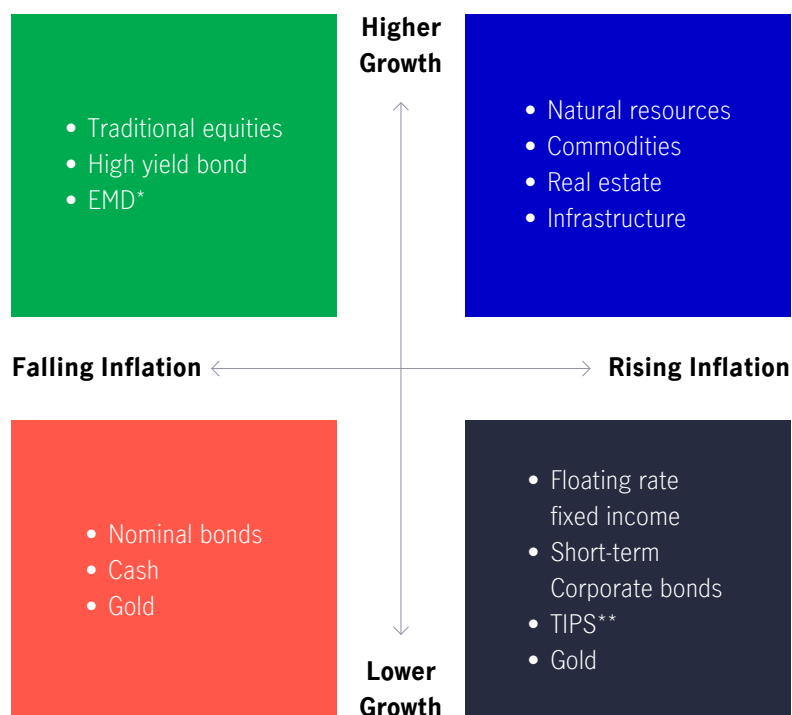 Higher
Growth
• Traditional equities
• High yield bond
• EMD*
• Natural resources
• Commodities
• Real estate
• Infrastructure
Falling Inflation
Rising Inflation
• Nominal bonds
• Cash
• Gold
• Floating rate
fixed income
• Short-term
Corporate bonds
• TIPS**
• Gold
Lower
Growth